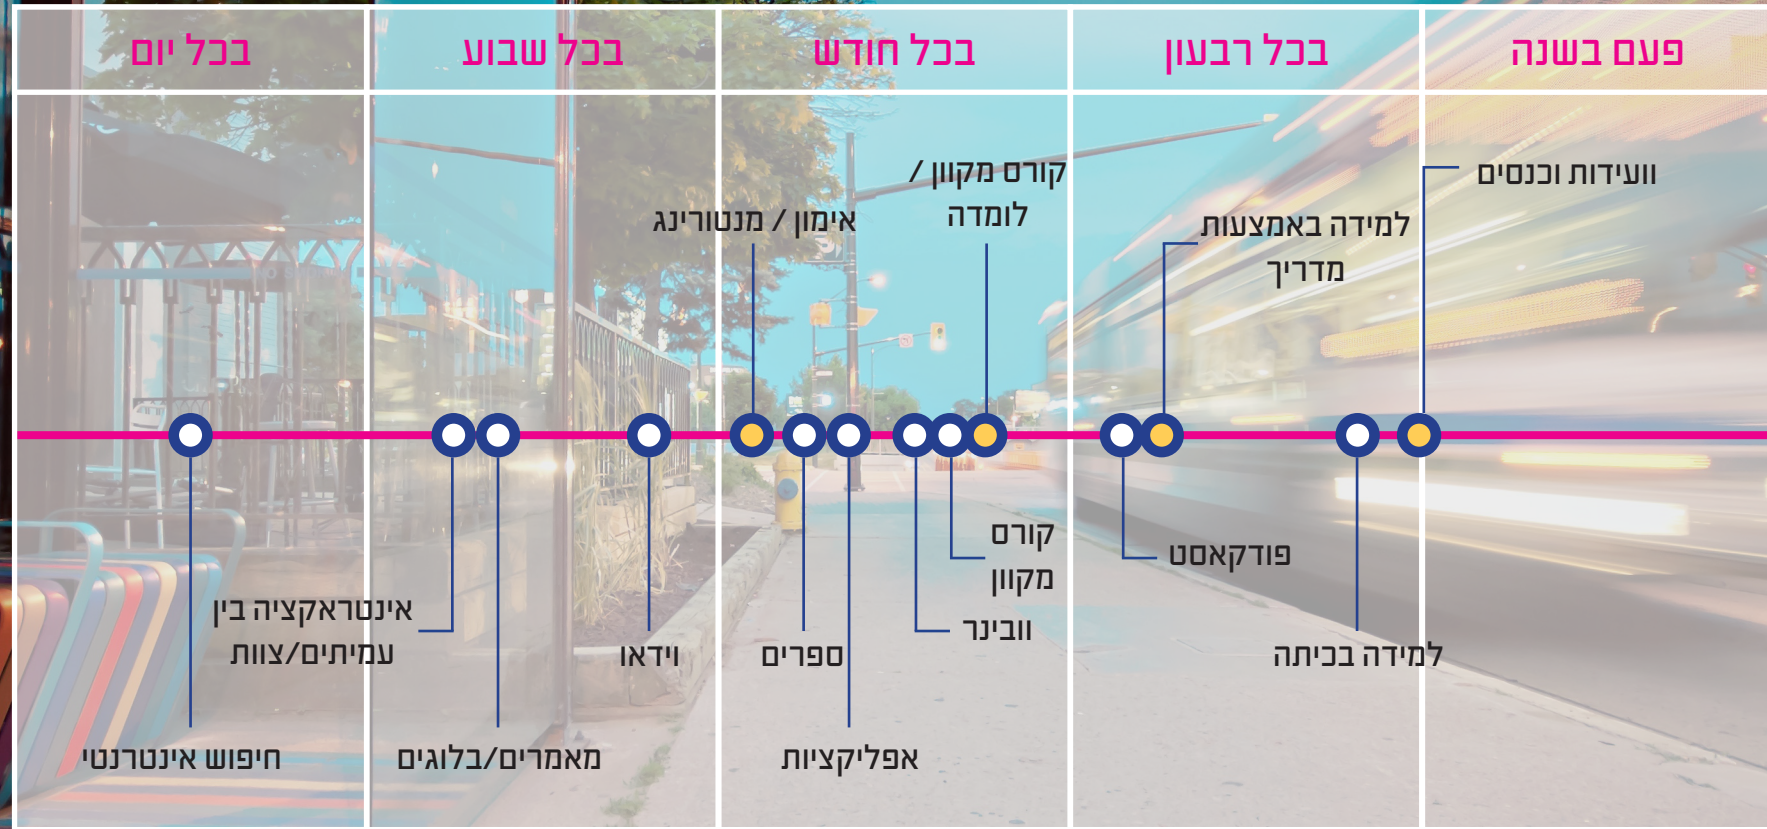 פעם בשנה
בכל רבעון
בכל חודש
בכל שבוע
בכל יום
וועידות וכנסים
למידה באמצעות
מדריך
קורס מקוון /
לומדה
אימון / מנטורינג
למידה בכיתה
פודקאסט
קורס
מקוון
וובינר
אפליקציות
ספרים
וידאו
מאמרים/בלוגים
אינטראקציה בין
עמיתים/צוות
חיפוש אינטרנטי